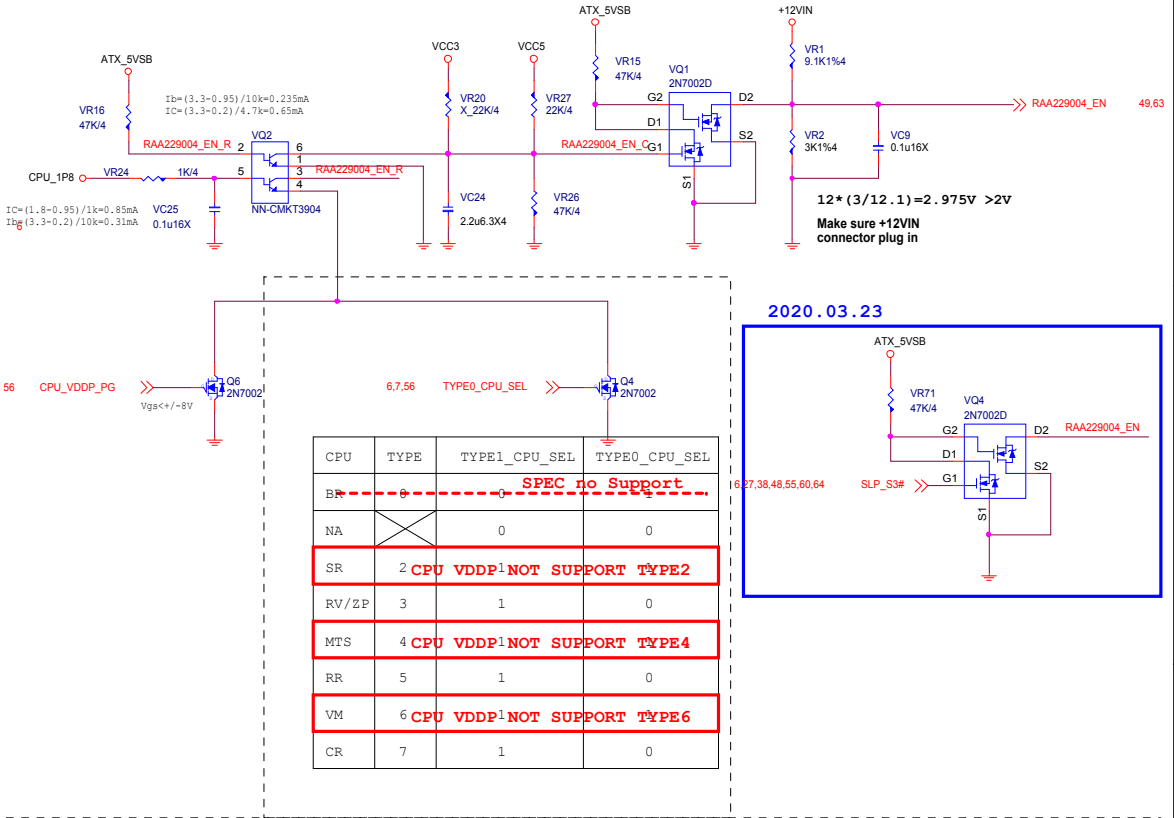 ATX_5VSB
+12VIN
VCC3
VCC5
ATX_5VSB
VR15
47K/4
VQ1
2N7002D
VR1
9.1K1%4
VR16
47K/4
Ib=(3.3-0.95)/10k=0.235mA
IC=(3.3-0.2)/4.7k=0.65mA
VR20
X_22K/4
VR27
22K/4
G2
D2
D1
S2
G1
S1
RAA229004_EN
49,63
RAA229004_EN_R
2
VQ2
6
1
RAA229004_EN_C
VR2
3K1%4
VC9
0.1u16X
CPU_1P8
VR24
1K/4
5
3
4
RAA229004_EN_R
NN-CMKT3904
IC=(1.8-0.95)/1k=0.85mA
Ib=(3.3-0.2)/10k=0.31mA
6
VC25
0.1u16X
VC24
2.2u6.3X4
VR26
47K/4
12*(3/12.1)=2.975V >2V
Make sure +12VIN
connector plug in
2020.03.23
ATX_5VSB
VR71
47K/4
VQ4
2N7002D
G2
D2
RAA229004_EN
D1
S2
G1
S1
6,27,38,48,55,60,64
SLP_S3#
56
CPU_VDDP_PG
Q6
2N7002
Vgs<+/-8V
6,7,56
TYPE0_CPU_SEL
Q4
2N7002
CPU TYPE TYPE1_CPU_SEL TYPE0_CPU_SEL
SPEC no Support
BR 0 0 1
NA 0 0
SR 2 CPU VDDP 1 NOT SUPPORT TYPE2 1
RV/ZP 3 1 0
MTS 4 CPU VDDP 1 NOT SUPPORT TYPE4 1
RR 5 1 0
VM 6 CPU VDDP 1 NOT SUPPORT TYPE6 1
CR 7 1 0